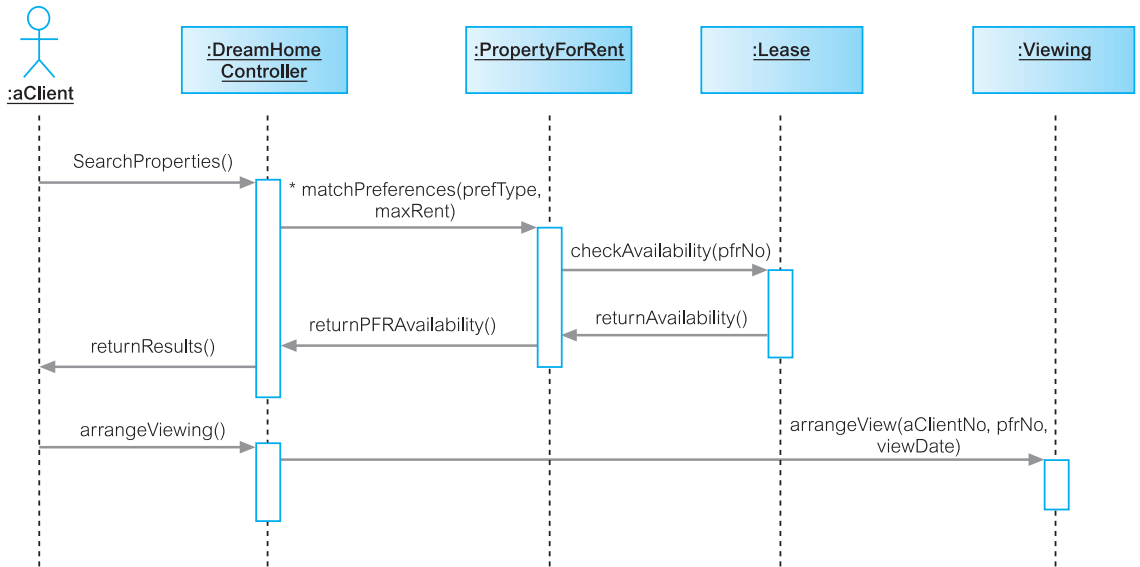 :aClient
:DreamHome
Controller
:PropertyForRent
:Lease
:Viewing
SearchProperties()
* matchPreferences(prefType,
maxRent)
checkAvailability(pfrNo)
returnAvailability()
returnPFRAvailability()
returnResults()
arrangeViewing()
arrangeView(aClientNo, pfrNo,
viewDate)